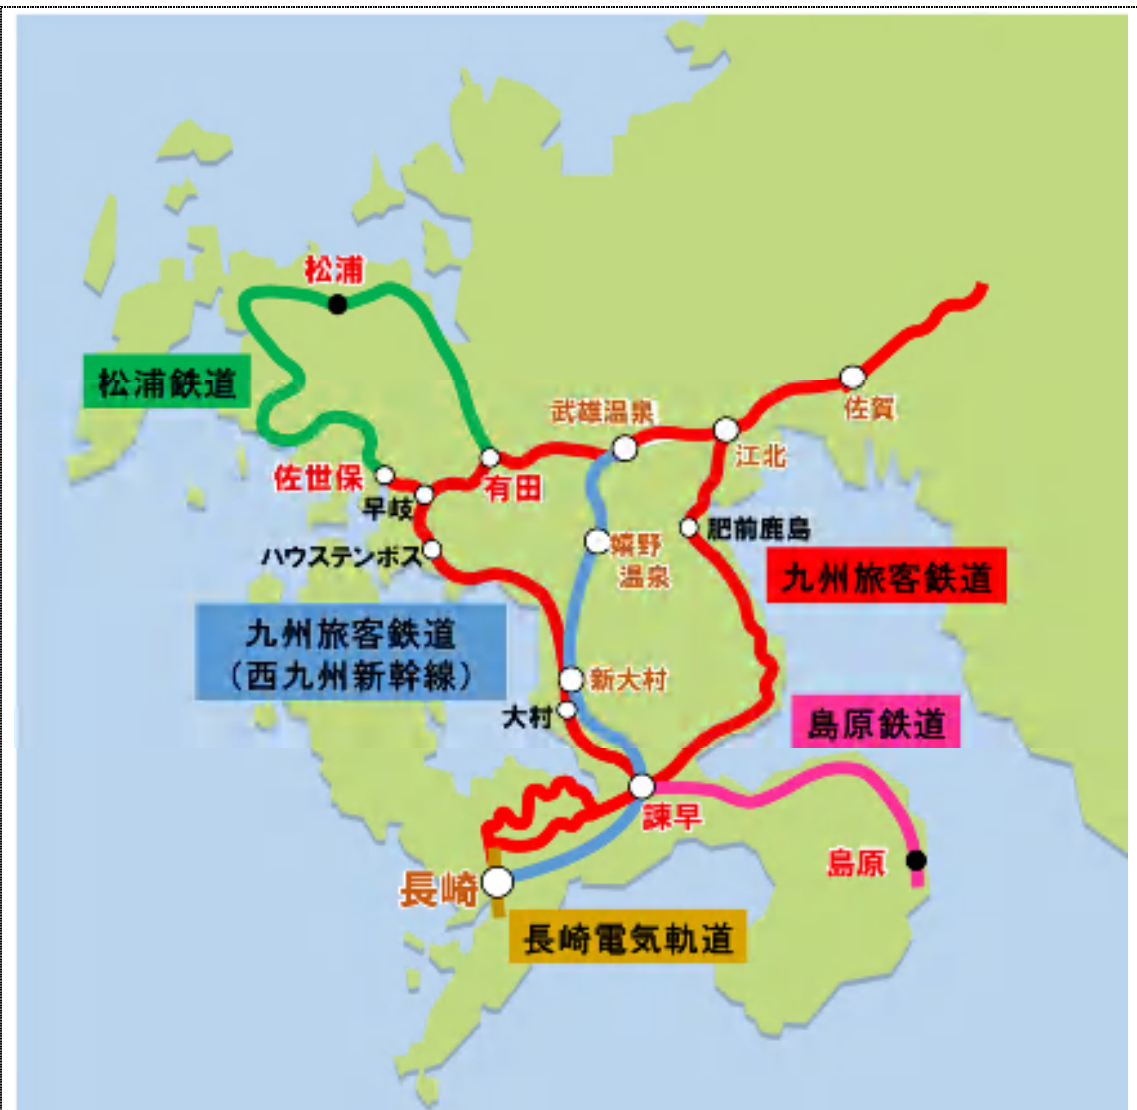 松浦
松浦鉄道
武雄温泉
佐賀
江北
佐世保
有田
早岐
肥前鹿島
ハウステンボス
嬉野
温泉
九州旅客鉄道
九州旅客鉄道
（西九州新幹線）
新大村
大村
島原鉄道
諫早
島原
長崎
長崎電気軌道